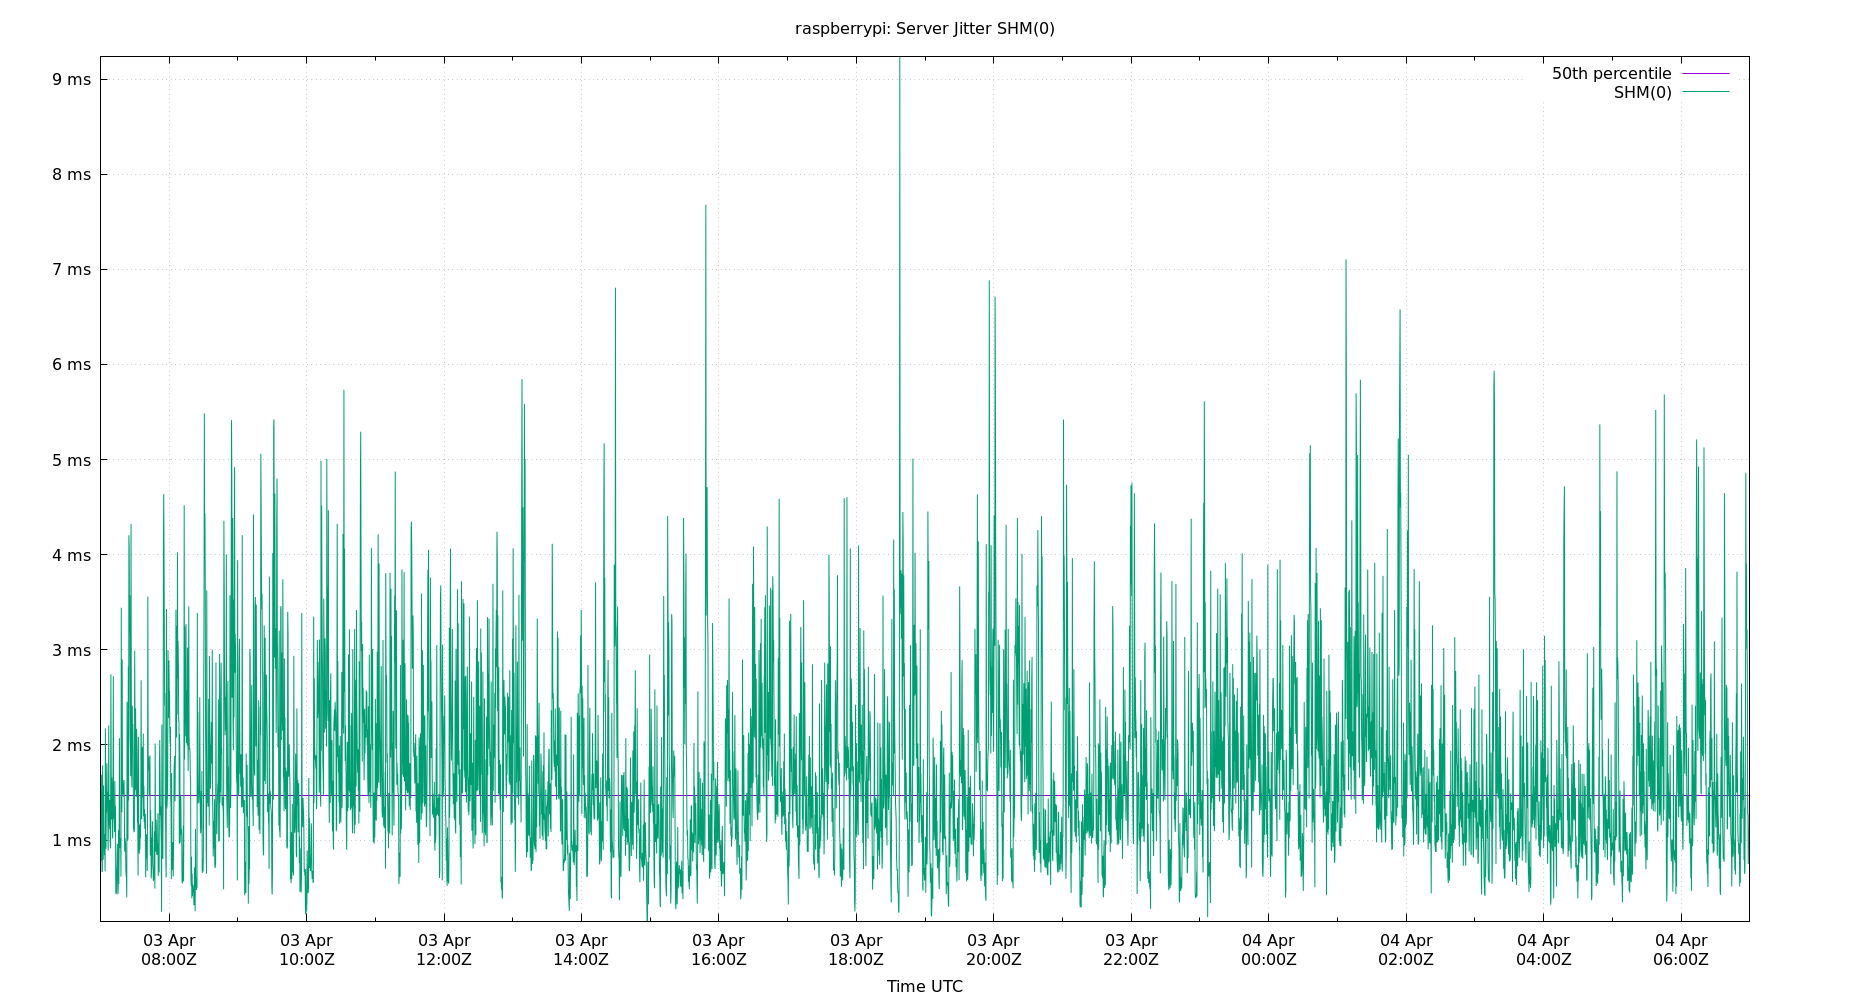 raspberrypi: Server Jitter SHM(0)
50th percentile
SHM(0)
9 ms
8 ms
7 ms
6 ms
5 ms
4 ms
3 ms
2 ms
1 ms
03 Apr 03 Apr 03 Apr 03 Apr 03 Apr 03 Apr 03 Apr 03 Apr 04 Apr 04 Apr 04 Apr 04 Apr
08:00Z 10:00Z 12:00Z 14:00Z 16:00Z 18:00Z 20:00Z 22:00Z 00:00Z 02:00Z 04:00Z 06:00Z
Time UTC